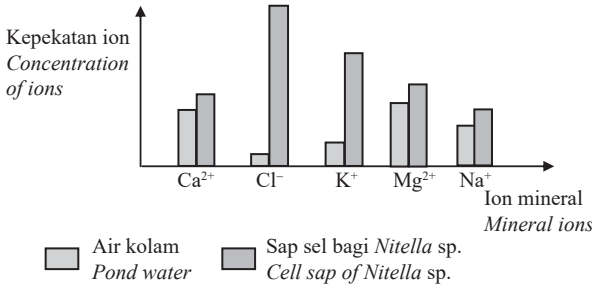 Kepekatan ion
Concentration
of ions
Ca²⁺ Cl⁻ K⁺ Mg²⁺ Na⁺
Ion mineral
Mineral ions
Air kolam
Pond water
Sap sel bagi Nitella sp.
Cell sap of Nitella sp.